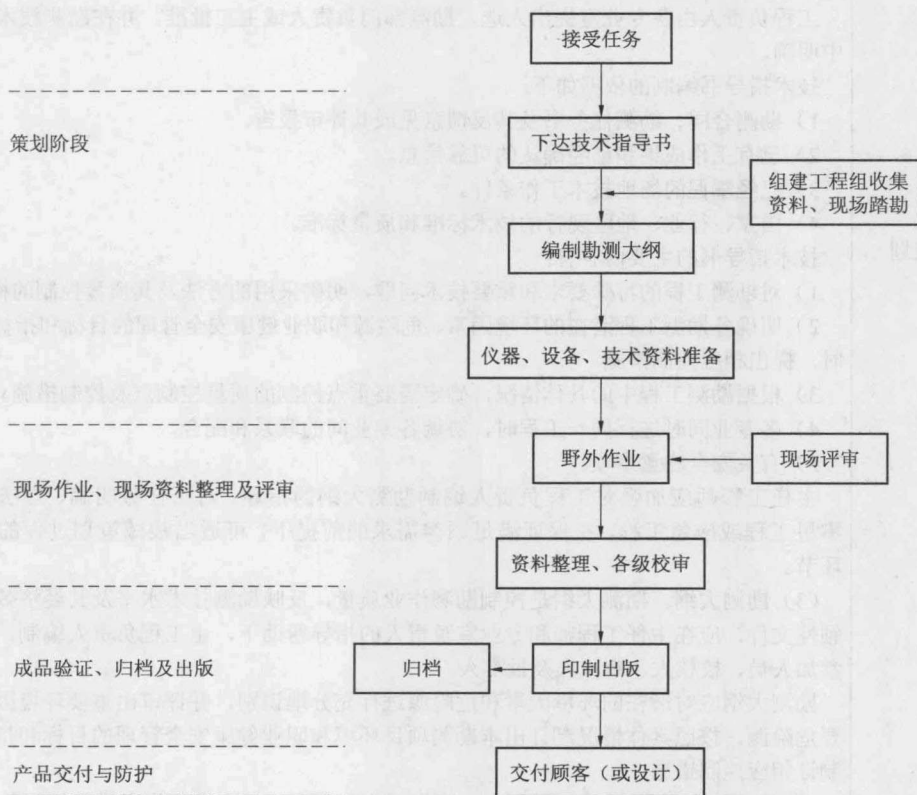 接受任务
策划阶段
下达技术指导书
组建工程组收集
资料、现场踏勘
编制勘测大纲
仪器、设备、技术资料准备
现场作业、现场资料整理及评审
野外作业
现场评审
资料整理、各级校审
成品验证、归档及出版
归档
印制出版
产品交付与防护
交付顾客（或设计）